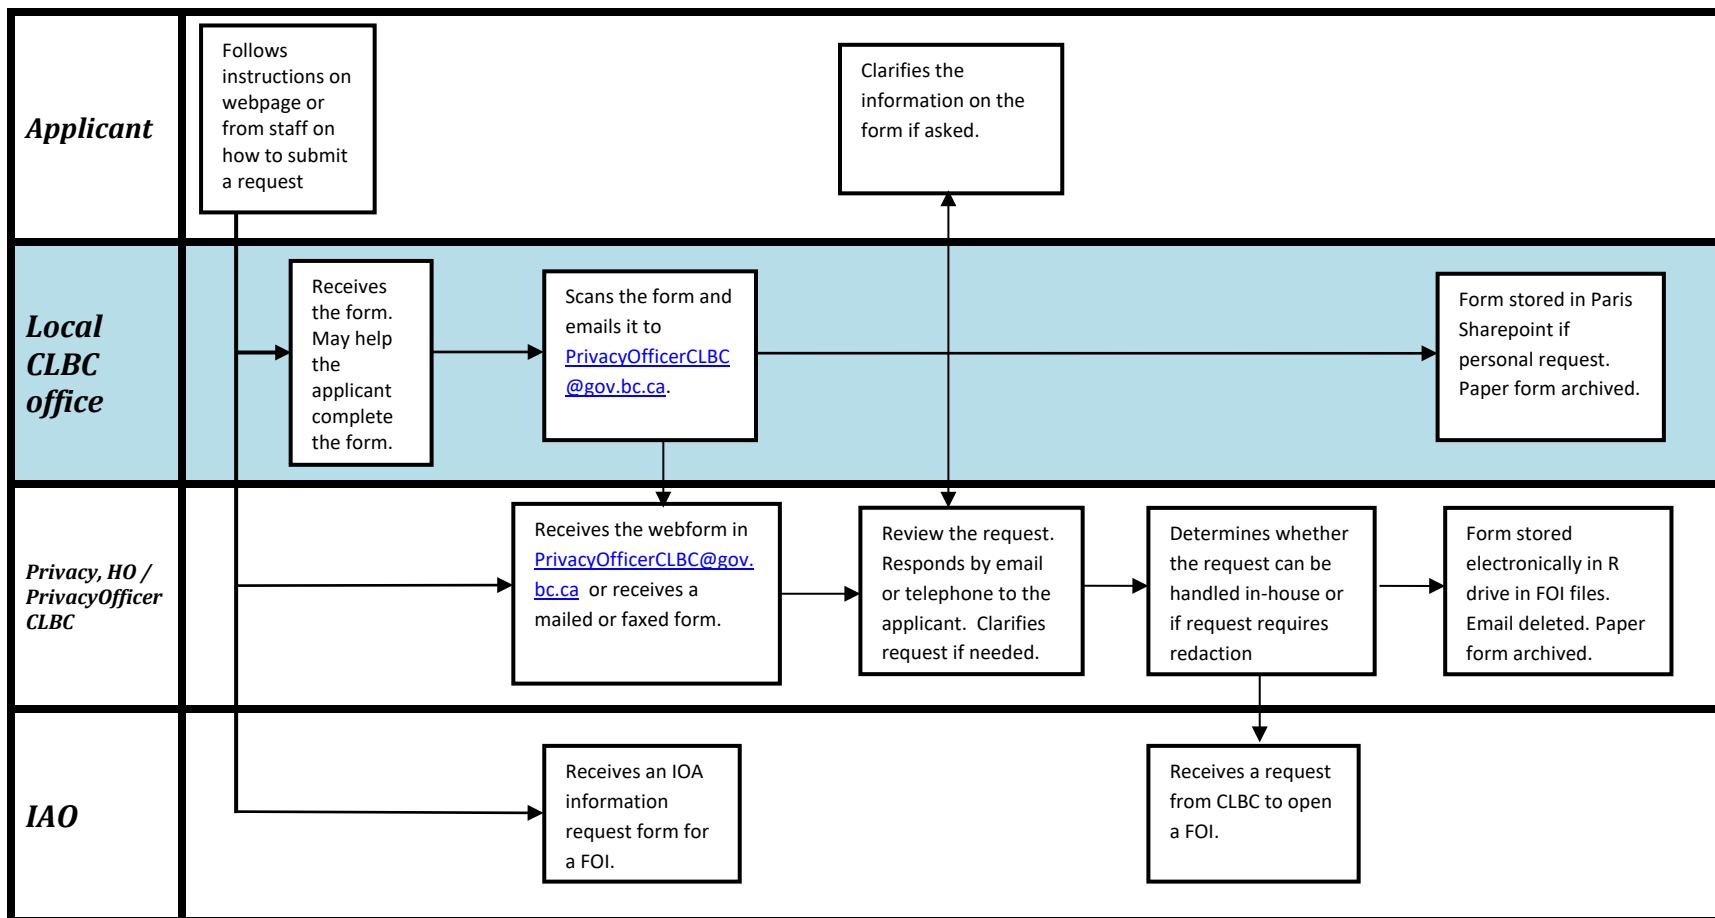 Applicant
Follows
instructions on
webpage or
from staff on
how to submit
a request
Clarifies the
information on the
form if asked.
Local
CLBC
office
Receives
the form.
May help
the
applicant
complete
the form.
Scans the form and
emails it to
PrivacyOfficerCLBC
@gov.bc.ca.
Form stored in Paris
Sharepoint if
personal request.
Paper form archived.
Privacy, HO /
PrivacyOfficer
CLBC
Receives the webform in
PrivacyOfficerCLBC@gov.
bc.ca or receives a
mailed or faxed form.
Review the request.
Responds by email
or telephone to the
applicant. Clarifies
request if needed.
Determines whether
the request can be
handled in-house or
if request requires
redaction
Form stored
electronically in R
drive in FOI files.
Email deleted. Paper
form archived.
IAO
Receives an IOA
information
request form for
a FOI.
Receives a request
from CLBC to open
a FOI.